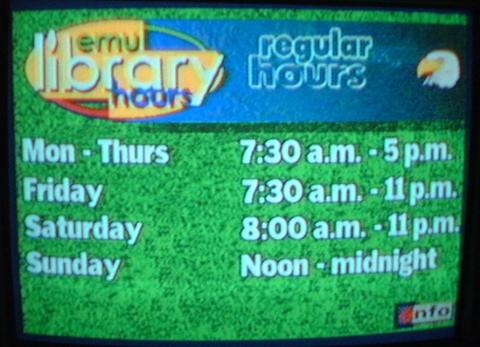 emu
library
hours
regular
hours
Mon - Thurs 7:30 a.m. - 5 p.m.
Friday 7:30 a.m. - 11 p.m.
Saturday 8:00 a.m. - 11 p.m.
Sunday Noon - midnight
info